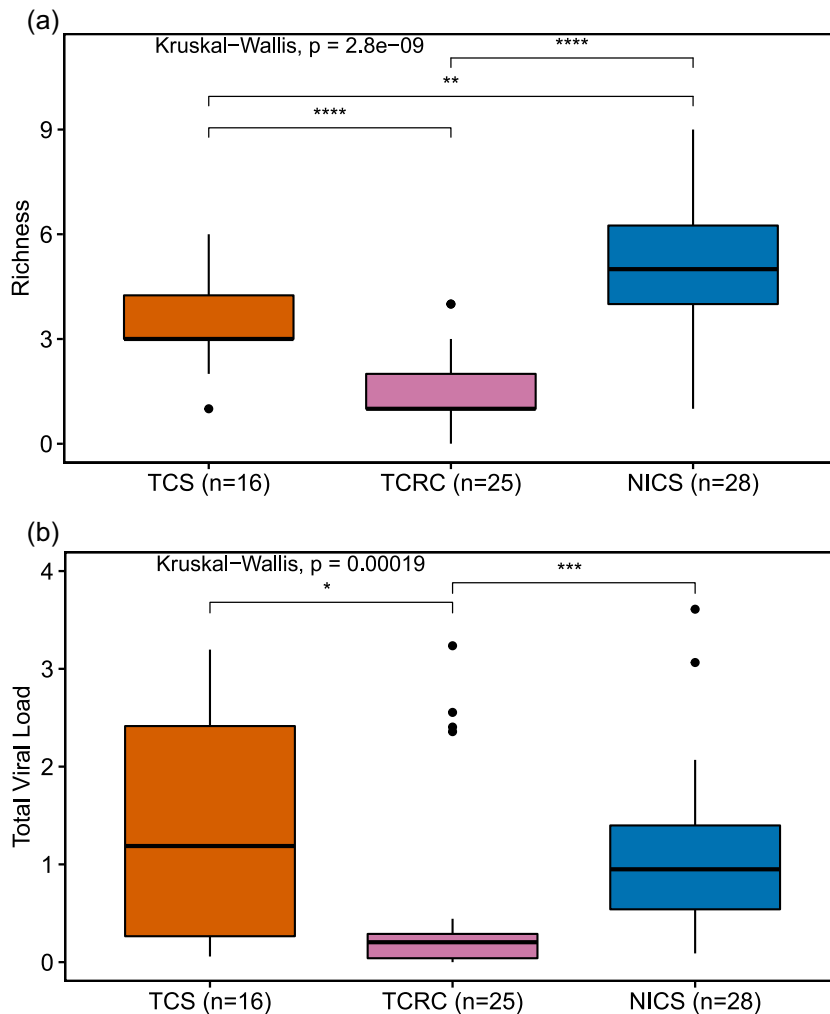 (a)
Kruskal−Wallis, p = 2.8e−09
****
**
****
Richness
9
6
3
0
TCS (n=16)
TCRC (n=25)
NICS (n=28)
(b)
Kruskal−Wallis, p = 0.00019
***
*
Total Viral Load
4
3
2
1
0
TCS (n=16)
TCRC (n=25)
NICS (n=28)